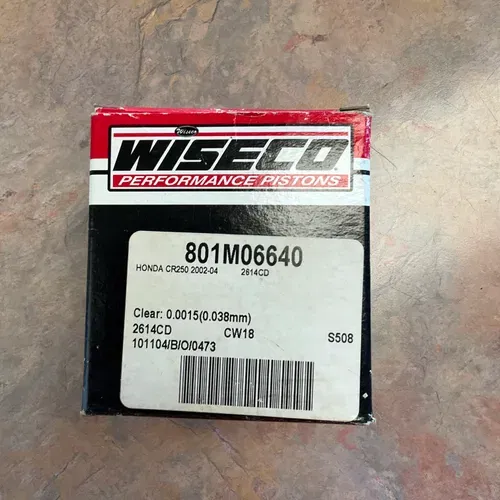 Wiseco
WISECO
PERFORMANCE PISTONS
801M06640
HONDA CR250 2002-04 2614CD
Clear: 0.0015(0.038mm)
2614CD CW18 S508
101104/B/O/0473